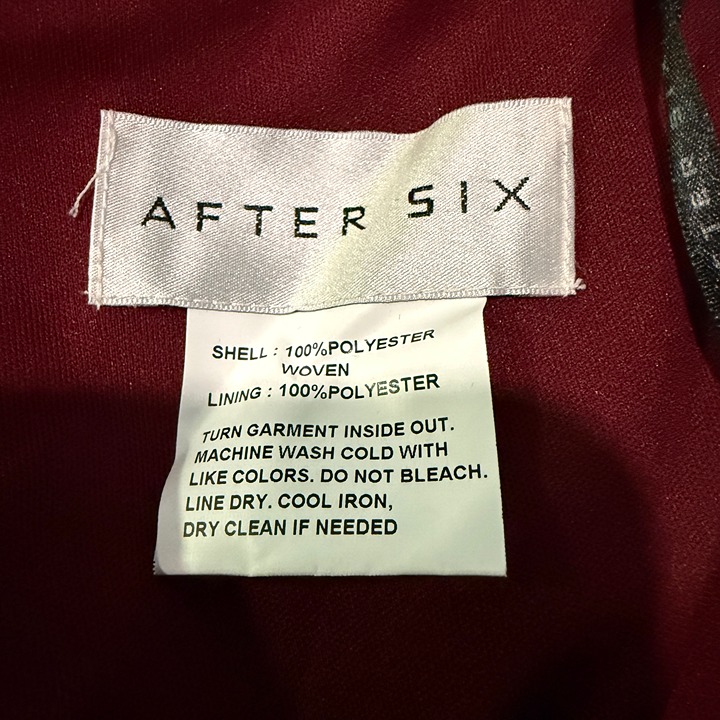 AFTER SIX
SHELL : 100%POLYESTER
WOVEN
LINING : 100%POLYESTER
TURN GARMENT INSIDE OUT.
MACHINE WASH COLD WITH
LIKE COLORS. DO NOT BLEACH.
LINE DRY. COOL IRON,
DRY CLEAN IF NEEDED